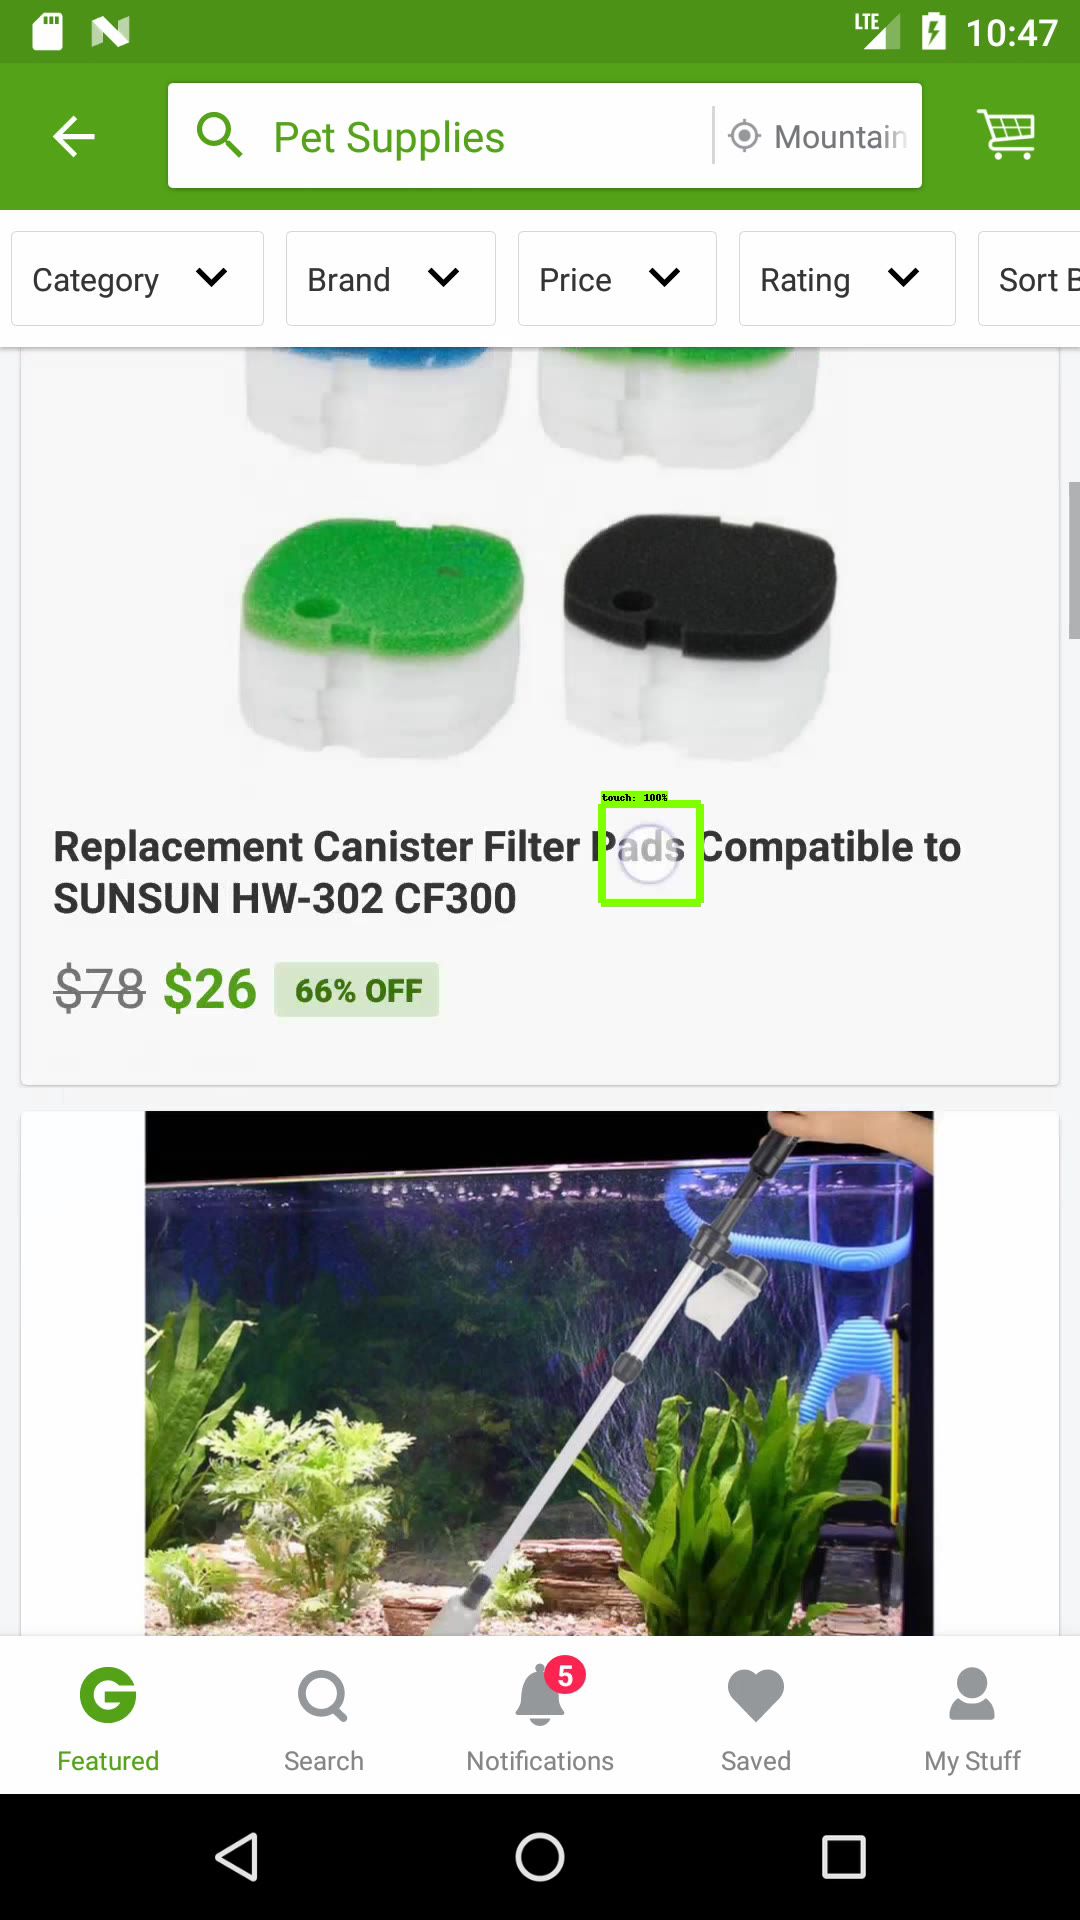 LTE 10:47
Pet Supplies
Mountain
Category
Brand
Price
Rating
Sort B
touch: 100%
Replacement Canister Filter Pads Compatible to
SUNSUN HW-302 CF300
$78 $26 66% OFF
5
Featured
Search
Notifications
Saved
My Stuff